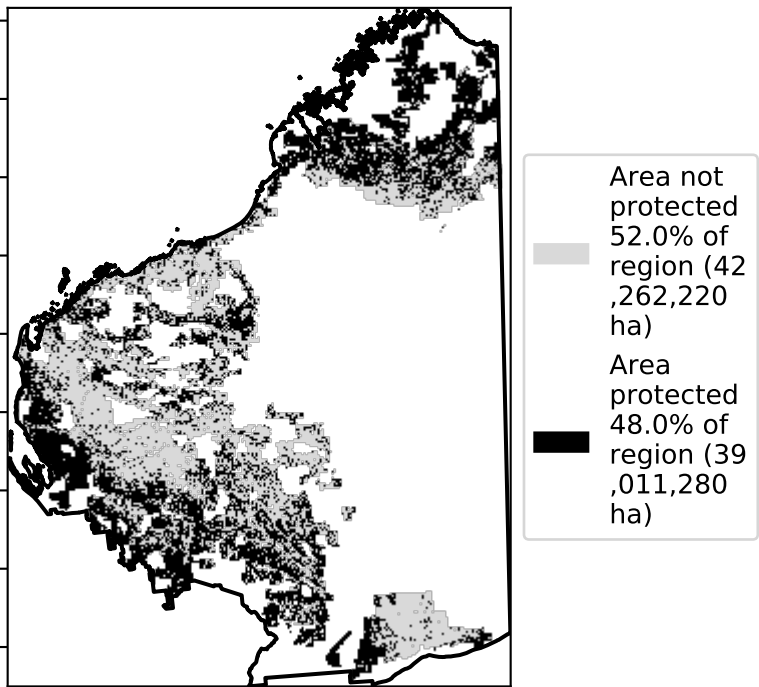 Area not
protected
52.0% of
region (42
,262,220
ha)
Area
protected
48.0% of
region (39
,011,280
ha)